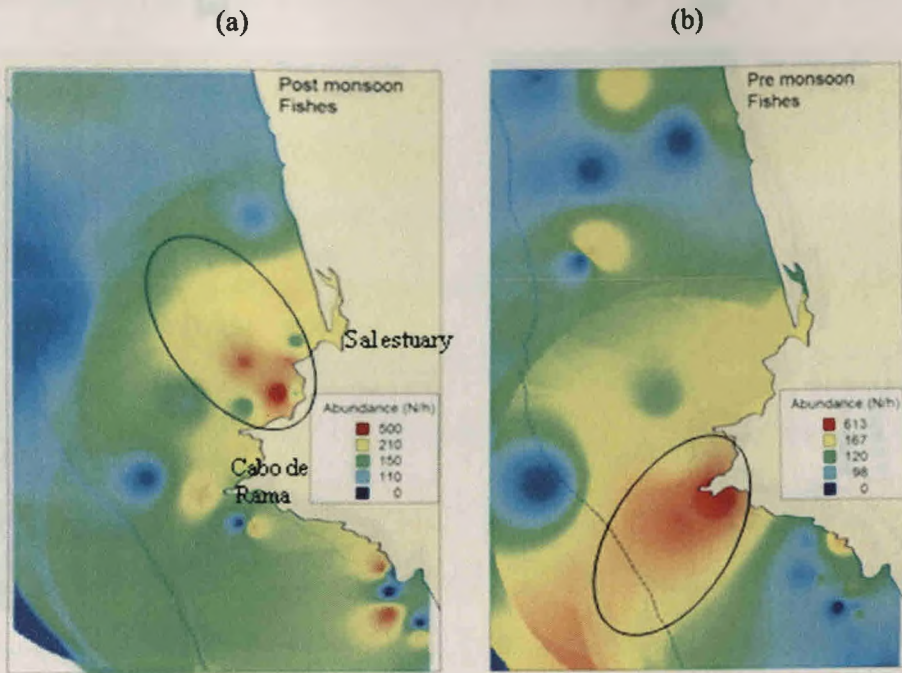 (a)
(b)
Post monsoon
Fishes
Pre monsoon
Fishes
Sal estuary
Abundance (N/h)
500
210
150
110
0
Cabo de
Rama
Abundance (N/h)
613
167
120
98
0